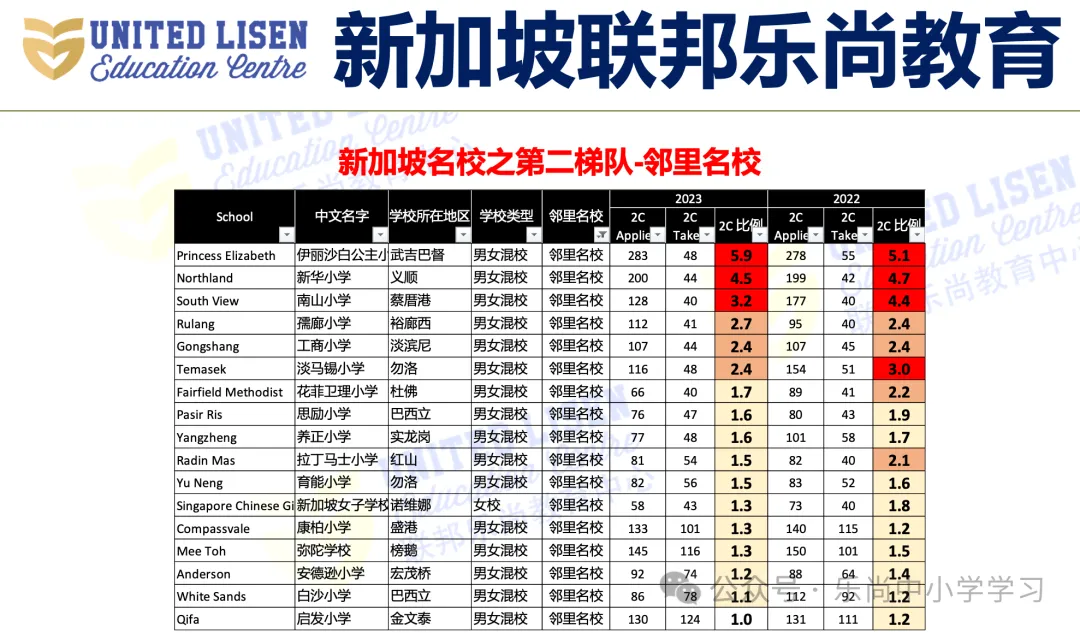 UNITED LISEN
Education Centre
新加坡联邦乐尚教育
新加坡名校之第二梯队-邻里名校
School 中文名字 学校所在地区 学校类型 邻里名校 2023 2022
2C Applie 2C Take 2C 比例 2C Applie 2C Take 2C 比例
Princess Elizabeth 伊丽沙白公主小 武吉巴督 男女混校 邻里名校 283 48 5.9 278 55 5.1
Northland 新华小学 义顺 男女混校 邻里名校 200 44 4.5 199 42 4.7
South View 南山小学 蔡厝港 男女混校 邻里名校 128 40 3.2 177 40 4.4
Rulang 孺廊小学 裕廊西 男女混校 邻里名校 112 41 2.7 95 40 2.4
Gongshang 工商小学 淡滨尼 男女混校 邻里名校 107 44 2.4 107 45 2.4
Temasek 淡马锡小学 勿洛 男女混校 邻里名校 116 48 2.4 154 51 3.0
Fairfield Methodist 花菲卫理小学 杜佛 男女混校 邻里名校 66 40 1.7 89 41 2.2
Pasir Ris 思励小学 巴西立 男女混校 邻里名校 76 47 1.6 80 43 1.9
Yangzheng 养正小学 实龙岗 男女混校 邻里名校 77 48 1.6 101 58 1.7
Radin Mas 拉丁马士小学 红山 男女混校 邻里名校 81 54 1.5 82 40 2.1
Yu Neng 育能小学 勿洛 男女混校 邻里名校 82 56 1.5 83 52 1.6
Singapore Chinese Gi 新加坡女子学校 诺维娜 女校 邻里名校 58 43 1.3 73 40 1.8
Compassvale 康柏小学 盛港 男女混校 邻里名校 133 101 1.3 140 115 1.2
Mee Toh 弥陀学校 榜鹅 男女混校 邻里名校 145 116 1.3 150 101 1.5
Anderson 安德逊小学 宏茂桥 男女混校 邻里名校 92 74 1.2 88 64 1.4
White Sands 白沙小学 巴西立 男女混校 邻里名校 86 78 1.1 112 92 1.2
Qifa 启发小学 金文泰 男女混校 邻里名校 130 124 1.0 131 111 1.2
公众号·乐尚中小学学习